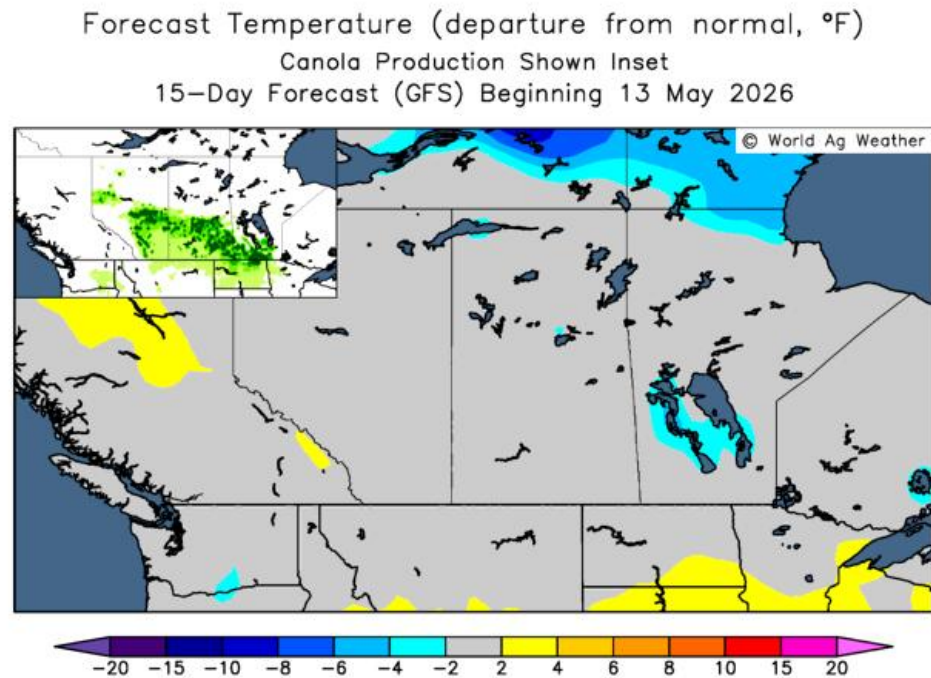 Forecast Temperature (departure from normal, °F)
Canola Production Shown Inset
15-Day Forecast (GFS) Beginning 13 May 2026
© World Ag Weather
-20 -15 -10 -8 -6 -4 -2 2 4 6 8 10 15 20